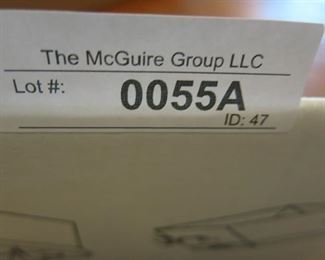 The McGuire Group LLC
Lot #: 0055A
ID: 47